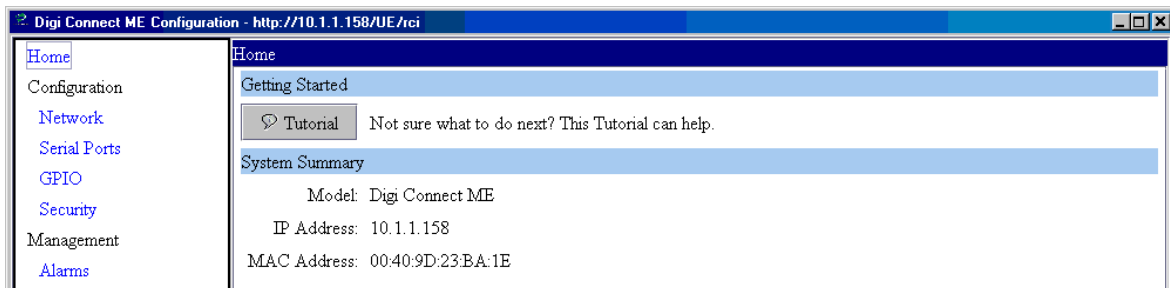 Digi Connect ME Configuration - http://10.1.1.158/UE/rci
Home
Configuration
Network
Serial Ports
GPIO
Security
Management
Alarms
Home
Getting Started
Tutorial
Not sure what to do next? This Tutorial can help.
System Summary
Model: Digi Connect ME
IP Address: 10.1.1.158
MAC Address: 00:40:9D:23:BA:1E